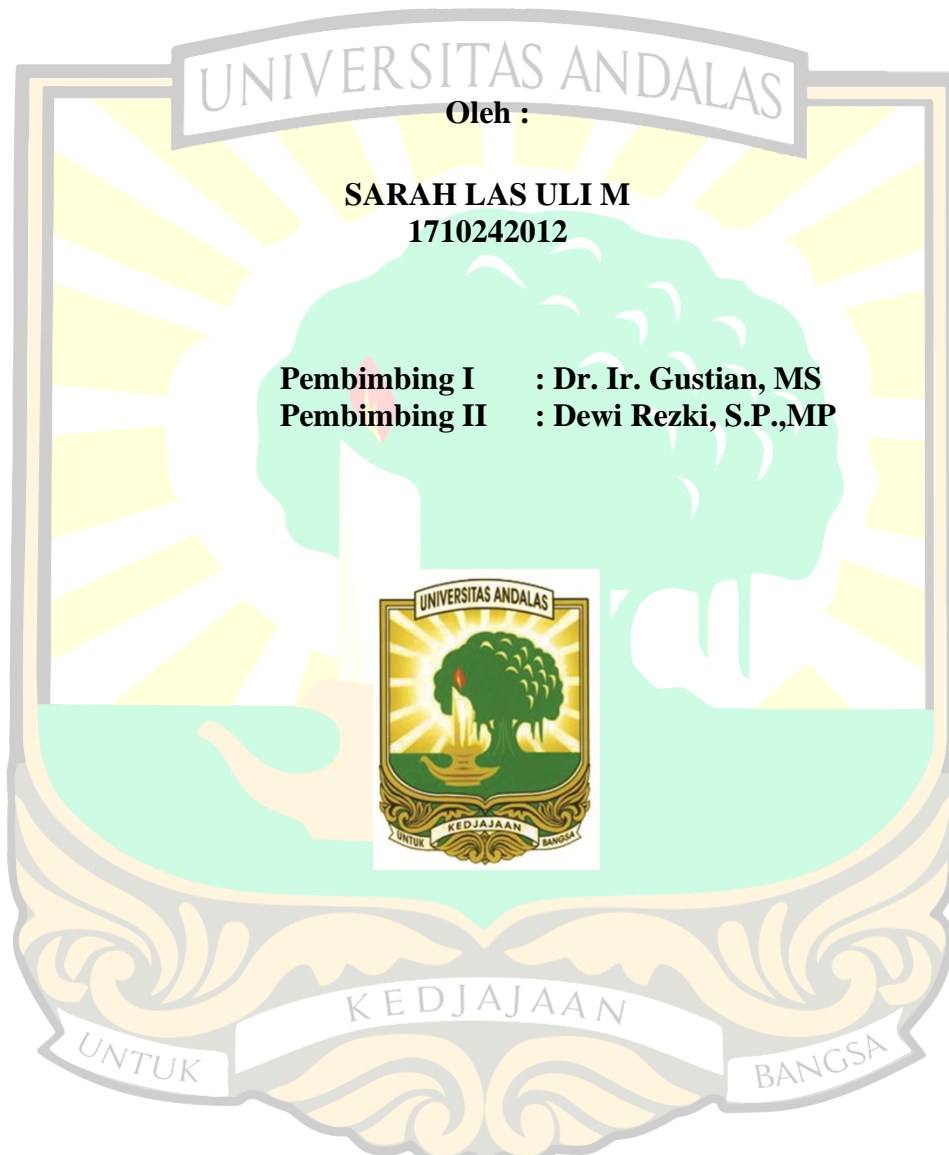 UNIVERSITAS ANDALAS
Oleh :
SARAH LAS ULI M
1710242012
Pembimbing I : Dr. Ir. Gustian, MS
Pembimbing II : Dewi Rezki, S.P.,MP
UNIVERSITAS ANDALAS
UNTUK KEDJAJAAN BANGSA
UNTUK KEDJAJAAN BANGSA